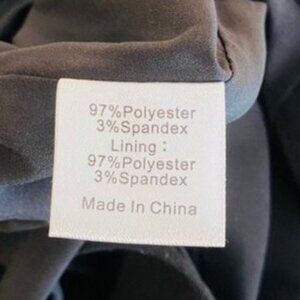 97%Polyester
3%Spandex
Lining :
97%Polyester
3%Spandex
Made In China